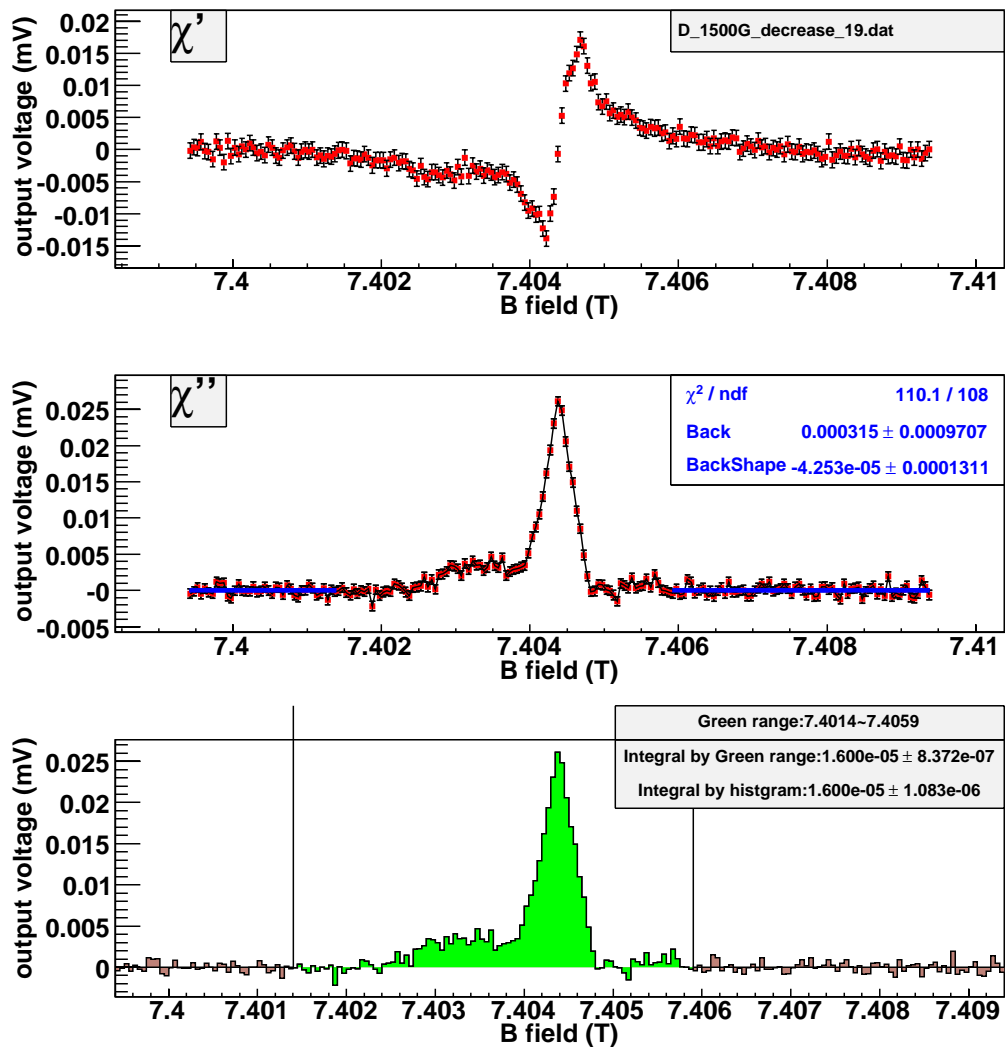 χ’
D_1500G_decrease_19.dat
output voltage (mV)
0.02
0.015
0.01
0.005
0
-0.005
-0.01
-0.015
7.4 7.402 7.404 7.406 7.408 7.41
B field (T)
χ’’
χ² / ndf 110.1 / 108
Back 0.000315 ± 0.0009707
BackShape -4.253e-05 ± 0.0001311
output voltage (mV)
0.025
0.02
0.015
0.01
0.005
-0
-0.005
7.4 7.402 7.404 7.406 7.408 7.41
B field (T)
Green range:7.4014~7.4059
Integral by Green range:1.600e-05 ± 8.372e-07
Integral by histgram:1.600e-05 ± 1.083e-06
output voltage (mV)
0.025
0.02
0.015
0.01
0.005
0
7.4 7.401 7.402 7.403 7.404 7.405 7.406 7.407 7.408 7.409
B field (T)